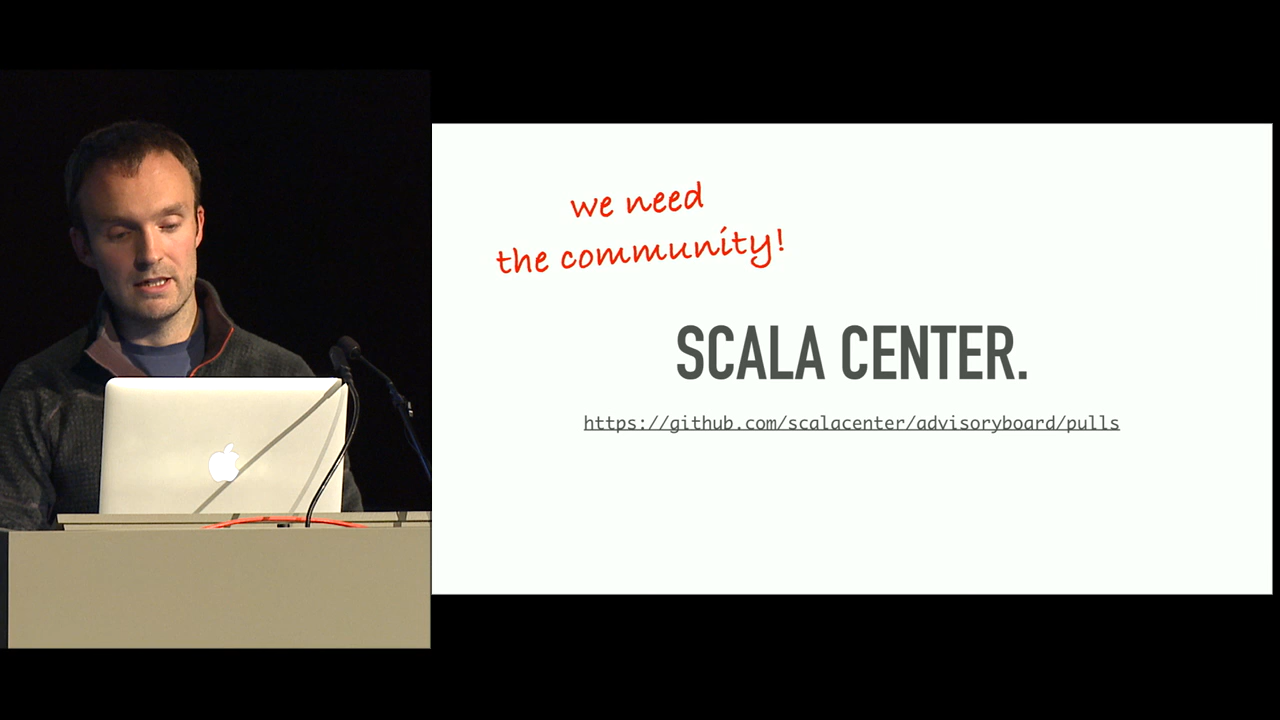 we need
the community!
SCALA CENTER.
https://github.com/scalacenter/advisoryboard/pulls